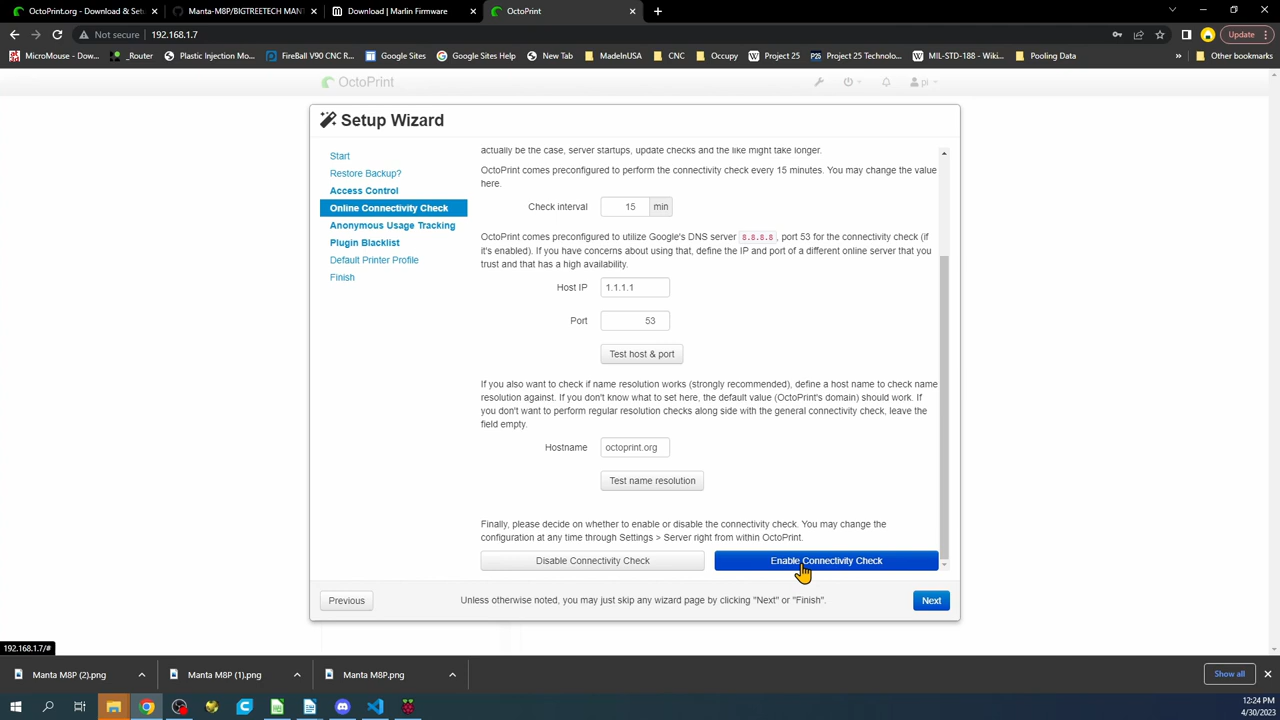 OctoPrint.org - Download & Setu
Manta-M8P/BIGTREETECH MANT
Download | Marlin Firmware
OctoPrint
Not secure
192.168.1.7
Update
MicroMouse - Dow...
_Router
Plastic Injection Mo...
FireBall V90 CNC R...
Google Sites
Google Sites Help
New Tab
MadeInUSA
CNC
Occupy
Project 25
Project 25 Technolo...
MIL-STD-188 - Wiki...
Pooling Data
»
Other bookmarks
OctoPrint
pi
Setup Wizard
Start
Restore Backup?
Access Control
Online Connectivity Check
Anonymous Usage Tracking
Plugin Blacklist
Default Printer Profile
Finish
actually be the case, server startups, update checks and the like might take longer.
OctoPrint comes preconfigured to perform the connectivity check every 15 minutes. You may change the value
here.
Check interval 15 min
OctoPrint comes preconfigured to utilize Google's DNS server 8.8.8.8, port 53 for the connectivity check (if
it's enabled). If you have concerns about using that, define the IP and port of a different online server that you
trust and that has a high availability.
Host IP 1.1.1.1
Port 53
Test host & port
If you also want to check if name resolution works (strongly recommended), define a host name to check name
resolution against. If you don't know what to set here, the default value (OctoPrint's domain) should work. If
you don't want to perform regular resolution checks along side with the general connectivity check, leave the
field empty.
Hostname octoprint.org
Test name resolution
Finally, please decide on whether to enable or disable the connectivity check. You may change the
configuration at any time through Settings > Server right from within OctoPrint.
Disable Connectivity Check
Enable Connectivity Check
Previous
Unless otherwise noted, you may just skip any wizard page by clicking "Next" or "Finish".
Next
192.168.1.7/#
Manta M8P (2).png
Manta M8P (1).png
Manta M8P.png
Show all
12:24 PM
4/30/2023